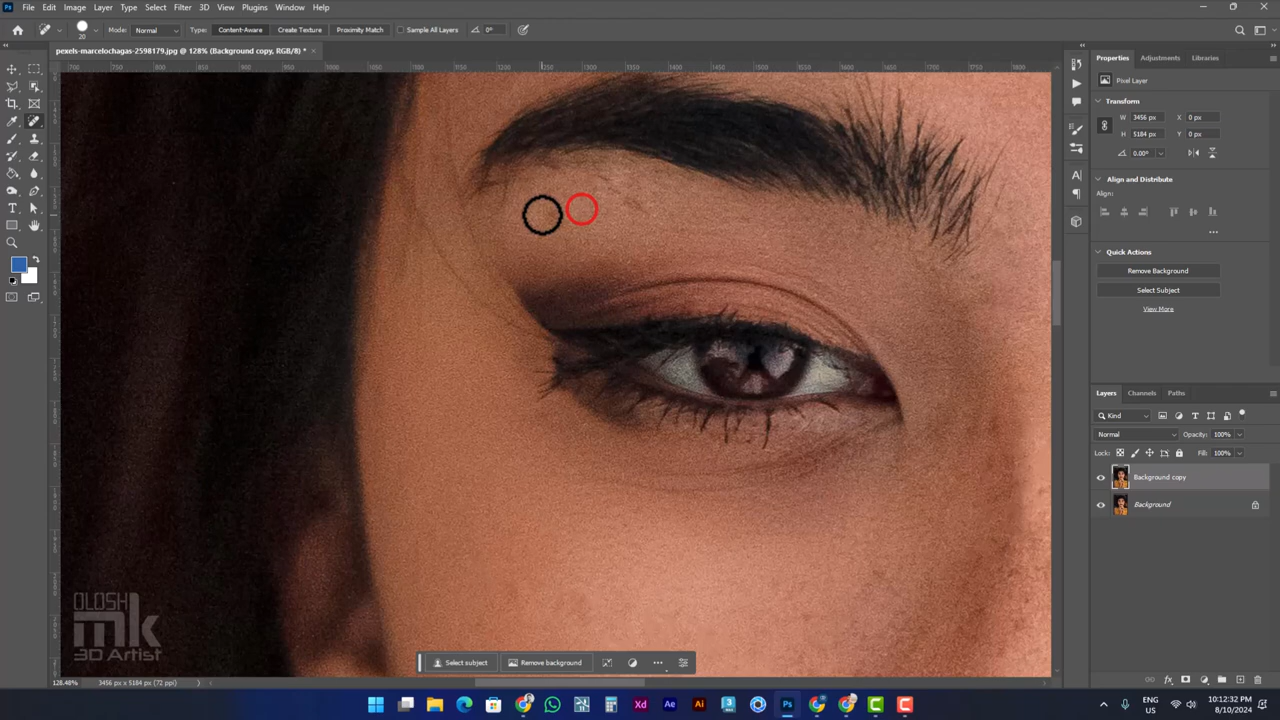 File Edit Image Layer Type Select Filter 3D View Plugins Window Help
20 Mode: Normal Type: Content-Aware Create Texture Proximity Match Sample All Layers 0°
pexels-marcelochagas-2598179.jpg @ 128% (Background copy, RGB/8) *
Properties Adjustments Libraries
Pixel Layer
Transform
W 3456 px X 0 px
H 5184 px Y 0 px
0.00°
Align and Distribute
Align:
Quick Actions
Remove Background
Select Subject
View More
Layers Channels Paths
Kind
Normal Opacity: 100%
Lock: Fill: 100%
Background copy
Background
OLOSH
mk
3D Artist
Select subject Remove background
128.48% 3456 px x 5184 px (72 ppi)
ENG
US
10:12:32 PM
8/10/2024